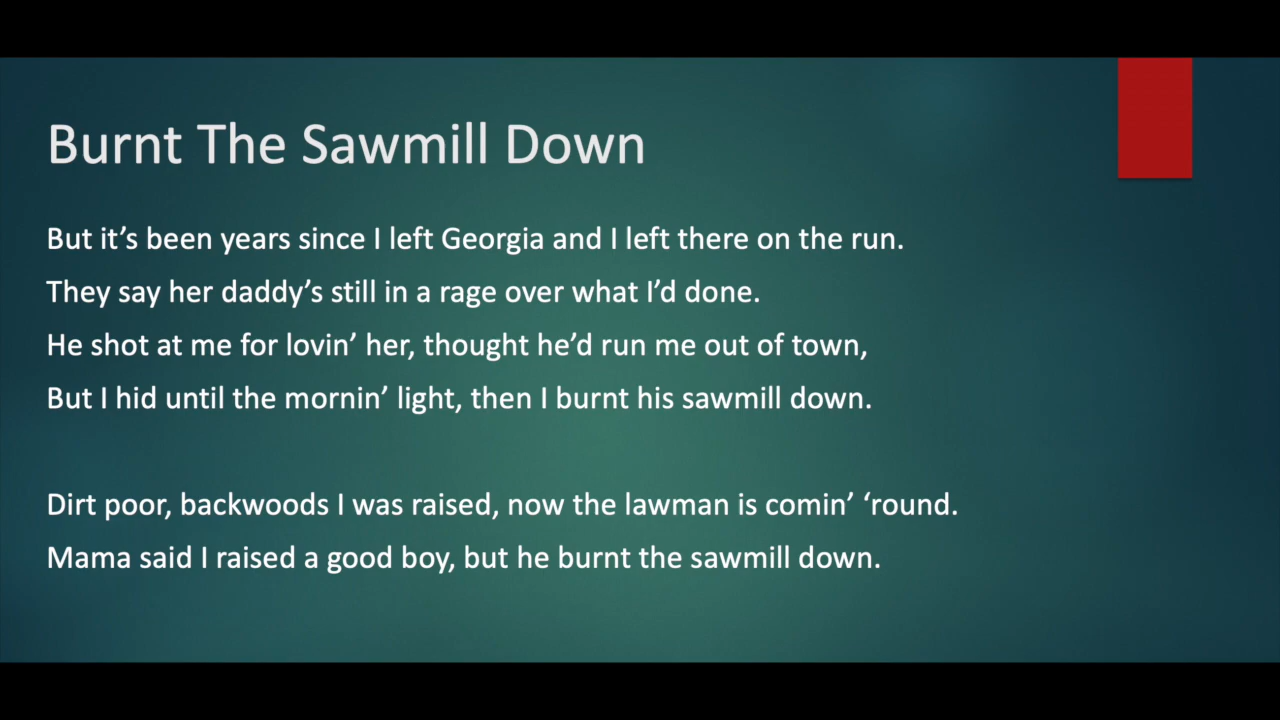 Burnt The Sawmill Down
But it’s been years since I left Georgia and I left there on the run.
They say her daddy’s still in a rage over what I’d done.
He shot at me for lovin’ her, thought he’d run me out of town,
But I hid until the mornin’ light, then I burnt his sawmill down.
Dirt poor, backwoods I was raised, now the lawman is comin’ ‘round.
Mama said I raised a good boy, but he burnt the sawmill down.